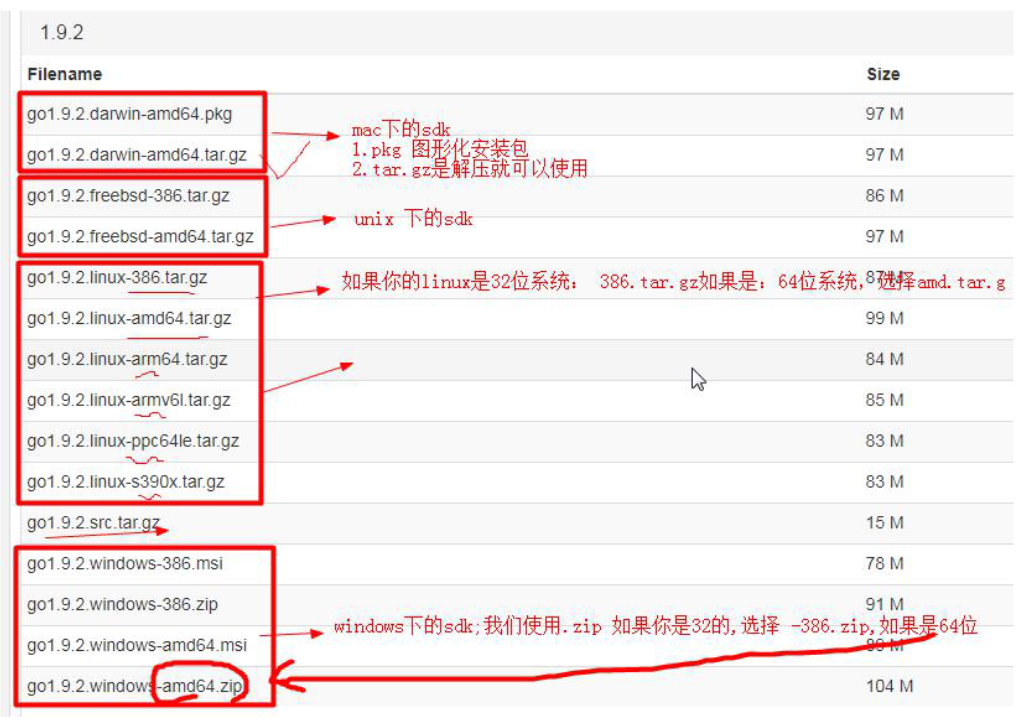 1.9.2
Filename Size
go1.9.2.darwin-amd64.pkg 97 M
go1.9.2.darwin-amd64.tar.gz 97 M
mac下的sdk
1.pkg 图形化安装包
2.tar.gz是解压就可以使用
go1.9.2.freebsd-386.tar.gz 86 M
go1.9.2.freebsd-amd64.tar.gz 97 M
unix 下的sdk
go1.9.2.linux-386.tar.gz 87 M
如果你的linux是32位系统： 386.tar.gz如果是：64位系统，选择amd.tar.g
go1.9.2.linux-amd64.tar.gz 99 M
go1.9.2.linux-arm64.tar.gz 84 M
go1.9.2.linux-armv6l.tar.gz 85 M
go1.9.2.linux-ppc64le.tar.gz 83 M
go1.9.2.linux-s390x.tar.gz 83 M
go1.9.2.src.tar.gz 15 M
go1.9.2.windows-386.msi 78 M
go1.9.2.windows-386.zip 91 M
windows下的sdk;我们使用.zip 如果你是32的,选择 -386.zip,如果是64位
go1.9.2.windows-amd64.msi M
go1.9.2.windows-amd64.zip 104 M